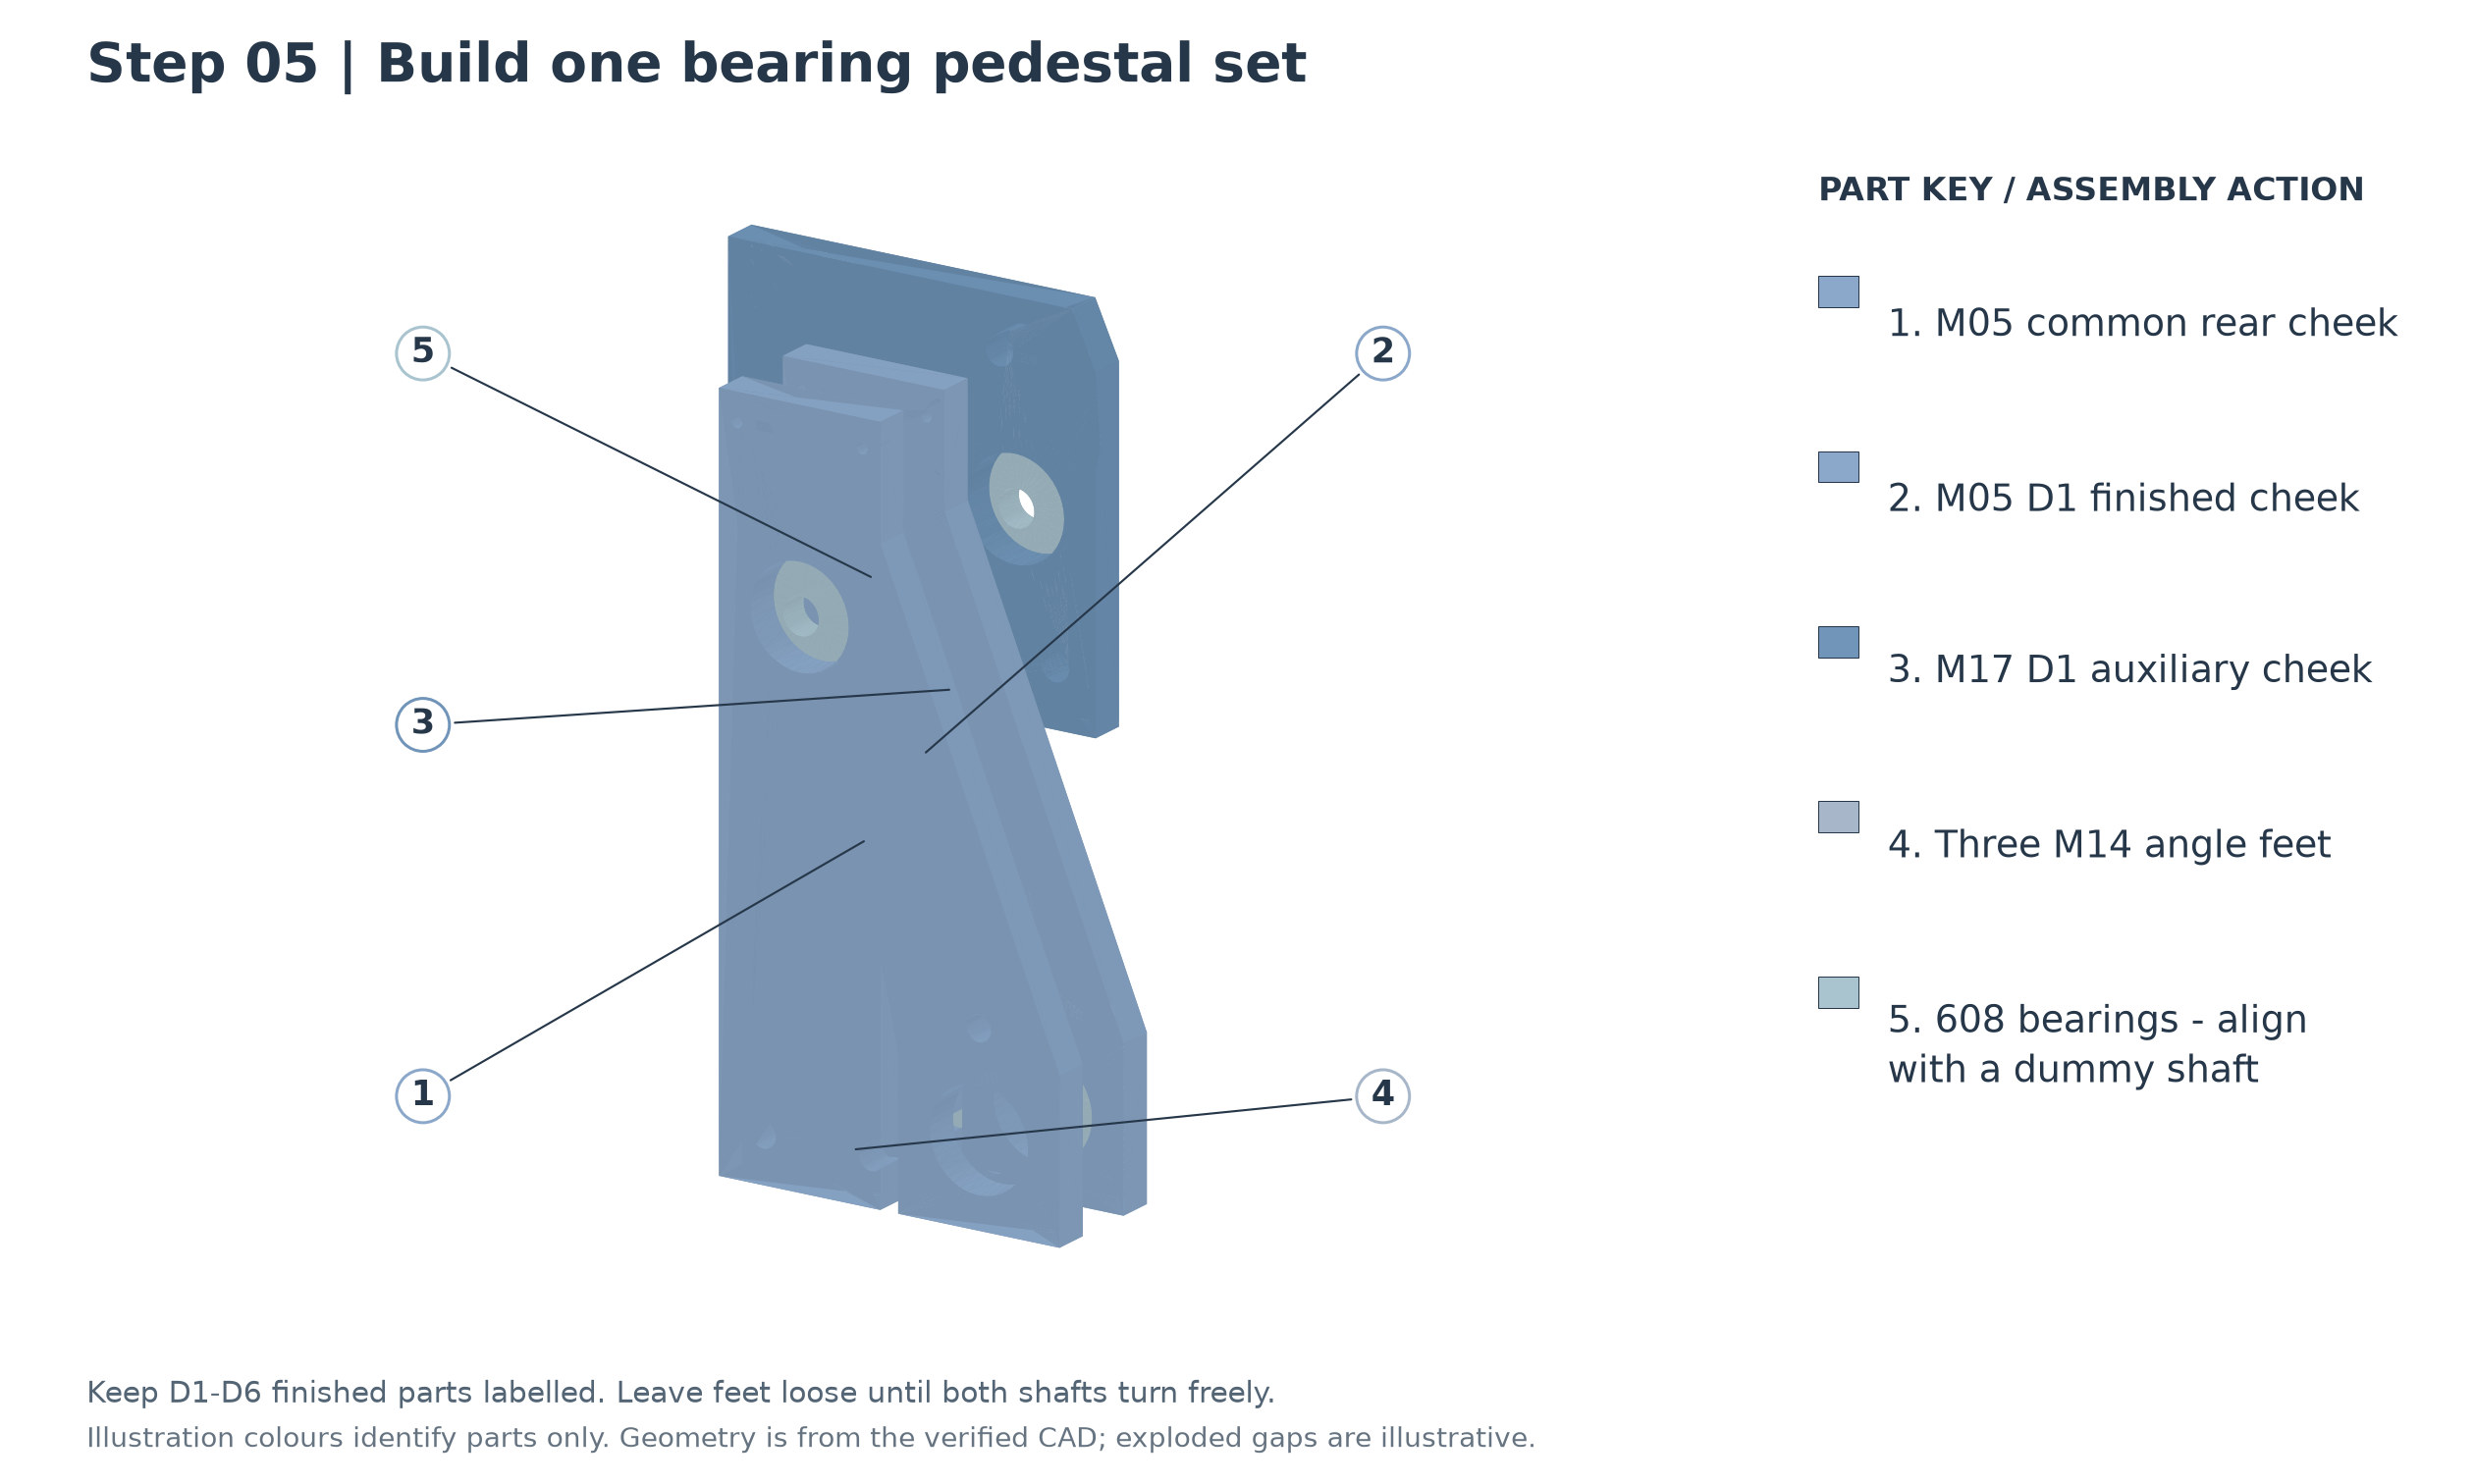 Step 05 | Build one bearing pedestal set
PART KEY / ASSEMBLY ACTION
1. M05 common rear cheek
2. M05 D1 finished cheek
3. M17 D1 auxiliary cheek
4. Three M14 angle feet
5. 608 bearings - align
with a dummy shaft
5
2
3
1
4
Keep D1-D6 finished parts labelled. Leave feet loose until both shafts turn freely.
Illustration colours identify parts only. Geometry is from the verified CAD; exploded gaps are illustrative.